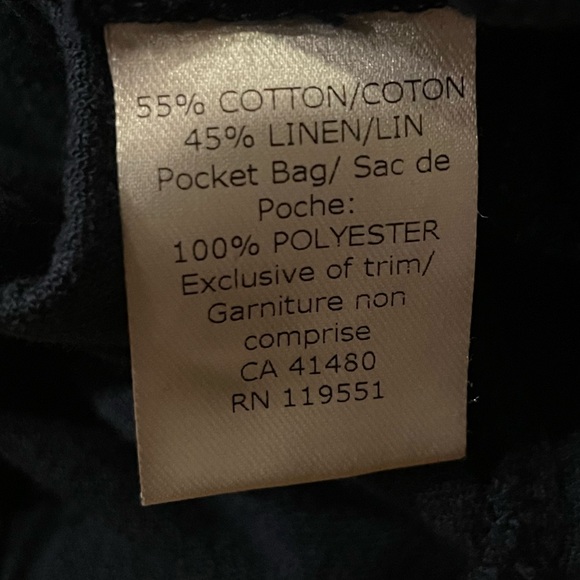 55% COTTON/COTON
45% LINEN/LIN
Pocket Bag/ Sac de
Poche:
100% POLYESTER
Exclusive of trim/
Garniture non
comprise
CA 41480
RN 119551